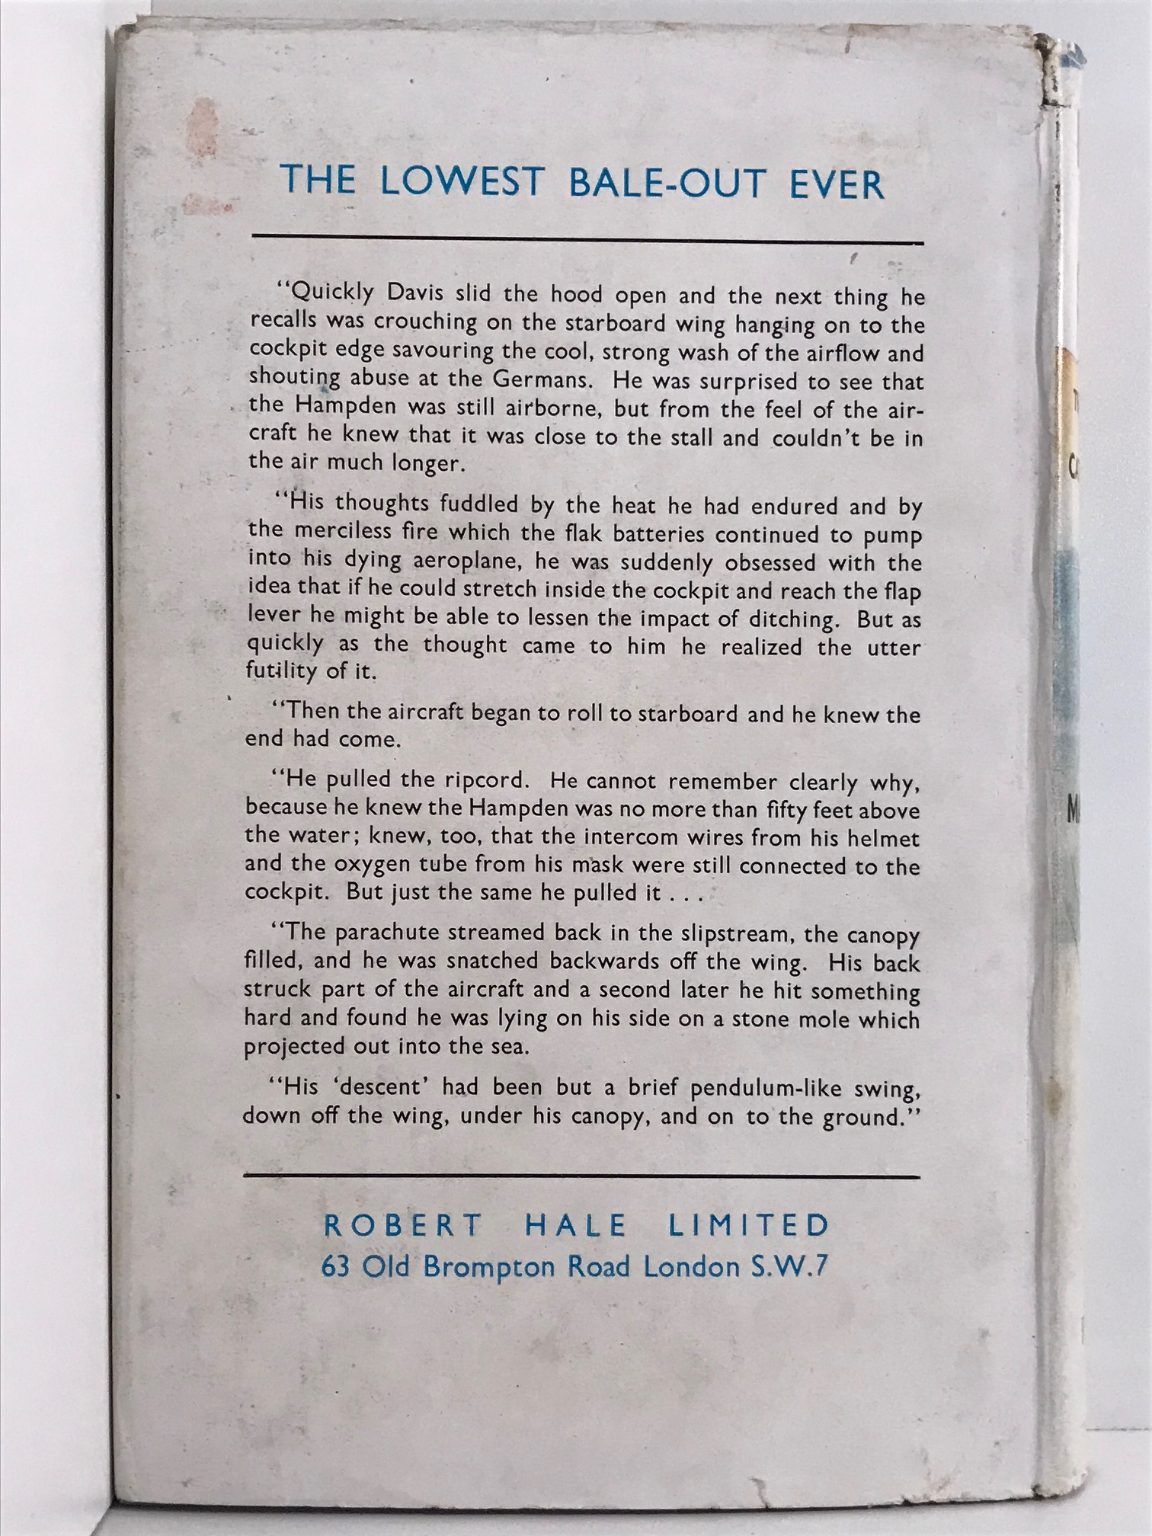 THE LOWEST BALE-OUT EVER
“Quickly Davis slid the hood open and the next thing he
recalls was crouching on the starboard wing hanging on to the
cockpit edge savouring the cool, strong wash of the airflow and
shouting abuse at the Germans. He was surprised to see that
the Hampden was still airborne, but from the feel of the air-
craft he knew that it was close to the stall and couldn’t be in
the air much longer.
“His thoughts fuddled by the heat he had endured and by
the merciless fire which the flak batteries continued to pump
into his dying aeroplane, he was suddenly obsessed with the
idea that if he could stretch inside the cockpit and reach the flap
lever he might be able to lessen the impact of ditching. But as
quickly as the thought came to him he realized the utter
futility of it.
“Then the aircraft began to roll to starboard and he knew the
end had come.
“He pulled the ripcord. He cannot remember clearly why,
because he knew the Hampden was no more than fifty feet above
the water; knew, too, that the intercom wires from his helmet
and the oxygen tube from his mask were still connected to the
cockpit. But just the same he pulled it . . .
“The parachute streamed back in the slipstream, the canopy
filled, and he was snatched backwards off the wing. His back
struck part of the aircraft and a second later he hit something
hard and found he was lying on his side on a stone mole which
projected out into the sea.
“His ‘descent’ had been but a brief pendulum-like swing,
down off the wing, under his canopy, and on to the ground.”
ROBERT HALE LIMITED
63 Old Brompton Road London S.W.7